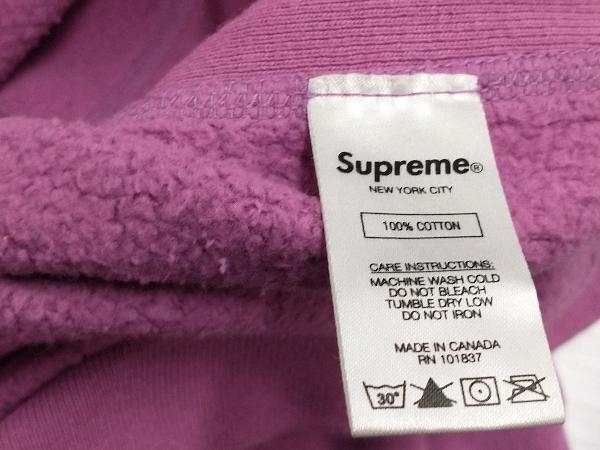 Supreme®
NEW YORK CITY
100% COTTON
CARE INSTRUCTIONS:
MACHINE WASH COLD
DO NOT BLEACH
TUMBLE DRY LOW
DO NOT IRON
MADE IN CANADA
RN 101837
30°